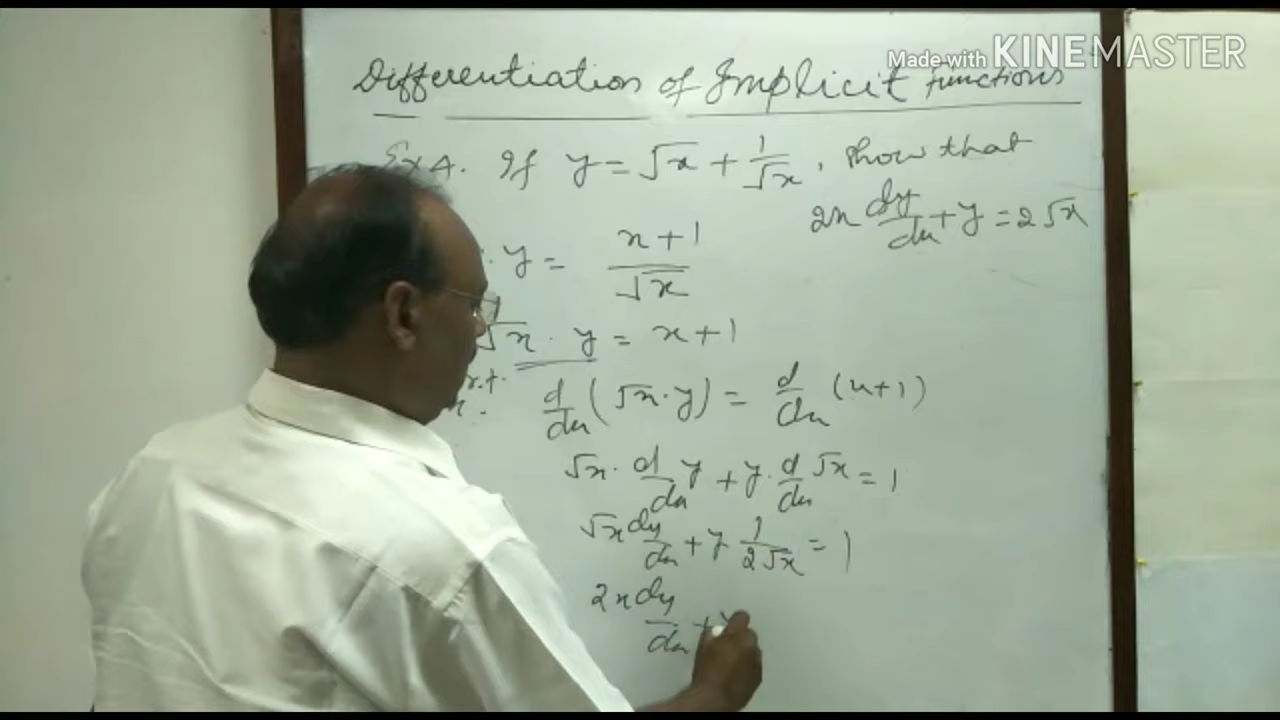 Made with KINEMASTER
Differentiation of Implicit functions
Ex 4. If y = √x + 1/√x, show that
2x dy/dx + y = 2√x
y = x+1/√x
√x · y = x+1
r.t. x. d/dx (√x · y) = d/dx (x+1)
√x · d/dx y + y · d/dx √x = 1
√x dy/dx + y 1/2√x = 1
2x dy/dx + y